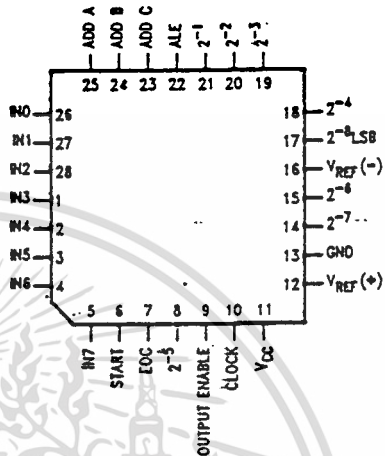 ADD A
ADD B
ADD C
ALE
2⁻¹
2⁻²
2⁻³
25 24 23 22 21 20 19
IN0 26
IN1 27
IN2 28
IN3 1
IN4 2
IN5 3
IN6 4
18 2⁻⁴
17 2⁻⁸LSB
16 VREF(-)
15 2⁻⁶
14 2⁻⁷
13 GND
12 VREF(+)
5 6 7 8 9 10 11
IN7
START
EOC
2⁻⁵
OUTPUT ENABLE
CLOCK
VCC